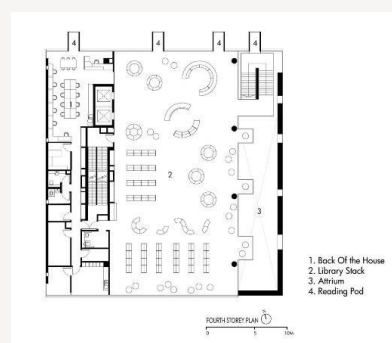 4 4 4 4
2
3
1. Back Of the House
2. Library Stack
3. Attrium
4. Reading Pod
FOURTH STOREY PLAN
0 5 10M